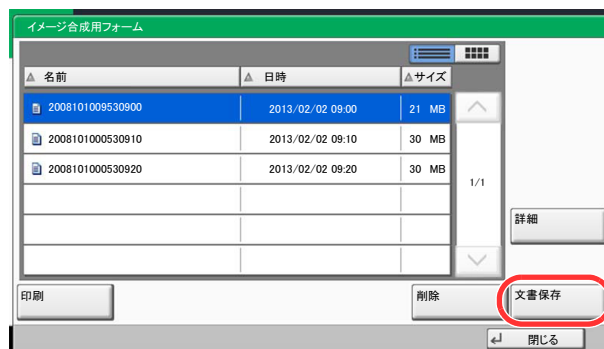 イメージ合成用フォーム
名前 日時 サイズ
2008101009530900 2013/02/02 09:00 21 MB
2008101000530910 2013/02/02 09:10 30 MB
2008101000530920 2013/02/02 09:20 30 MB
1/1
詳細
印刷 削除 文書保存
閉じる